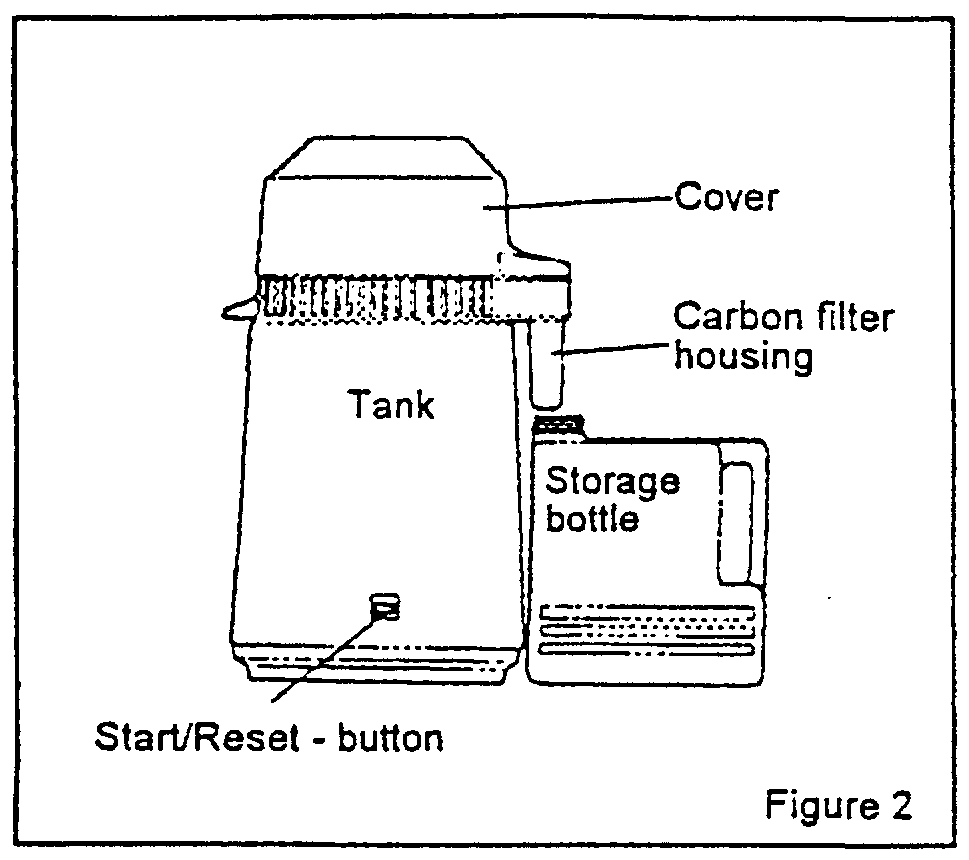 Cover
Carbon filter
housing
Tank
Storage
bottle
Start/Reset - button
Figure 2